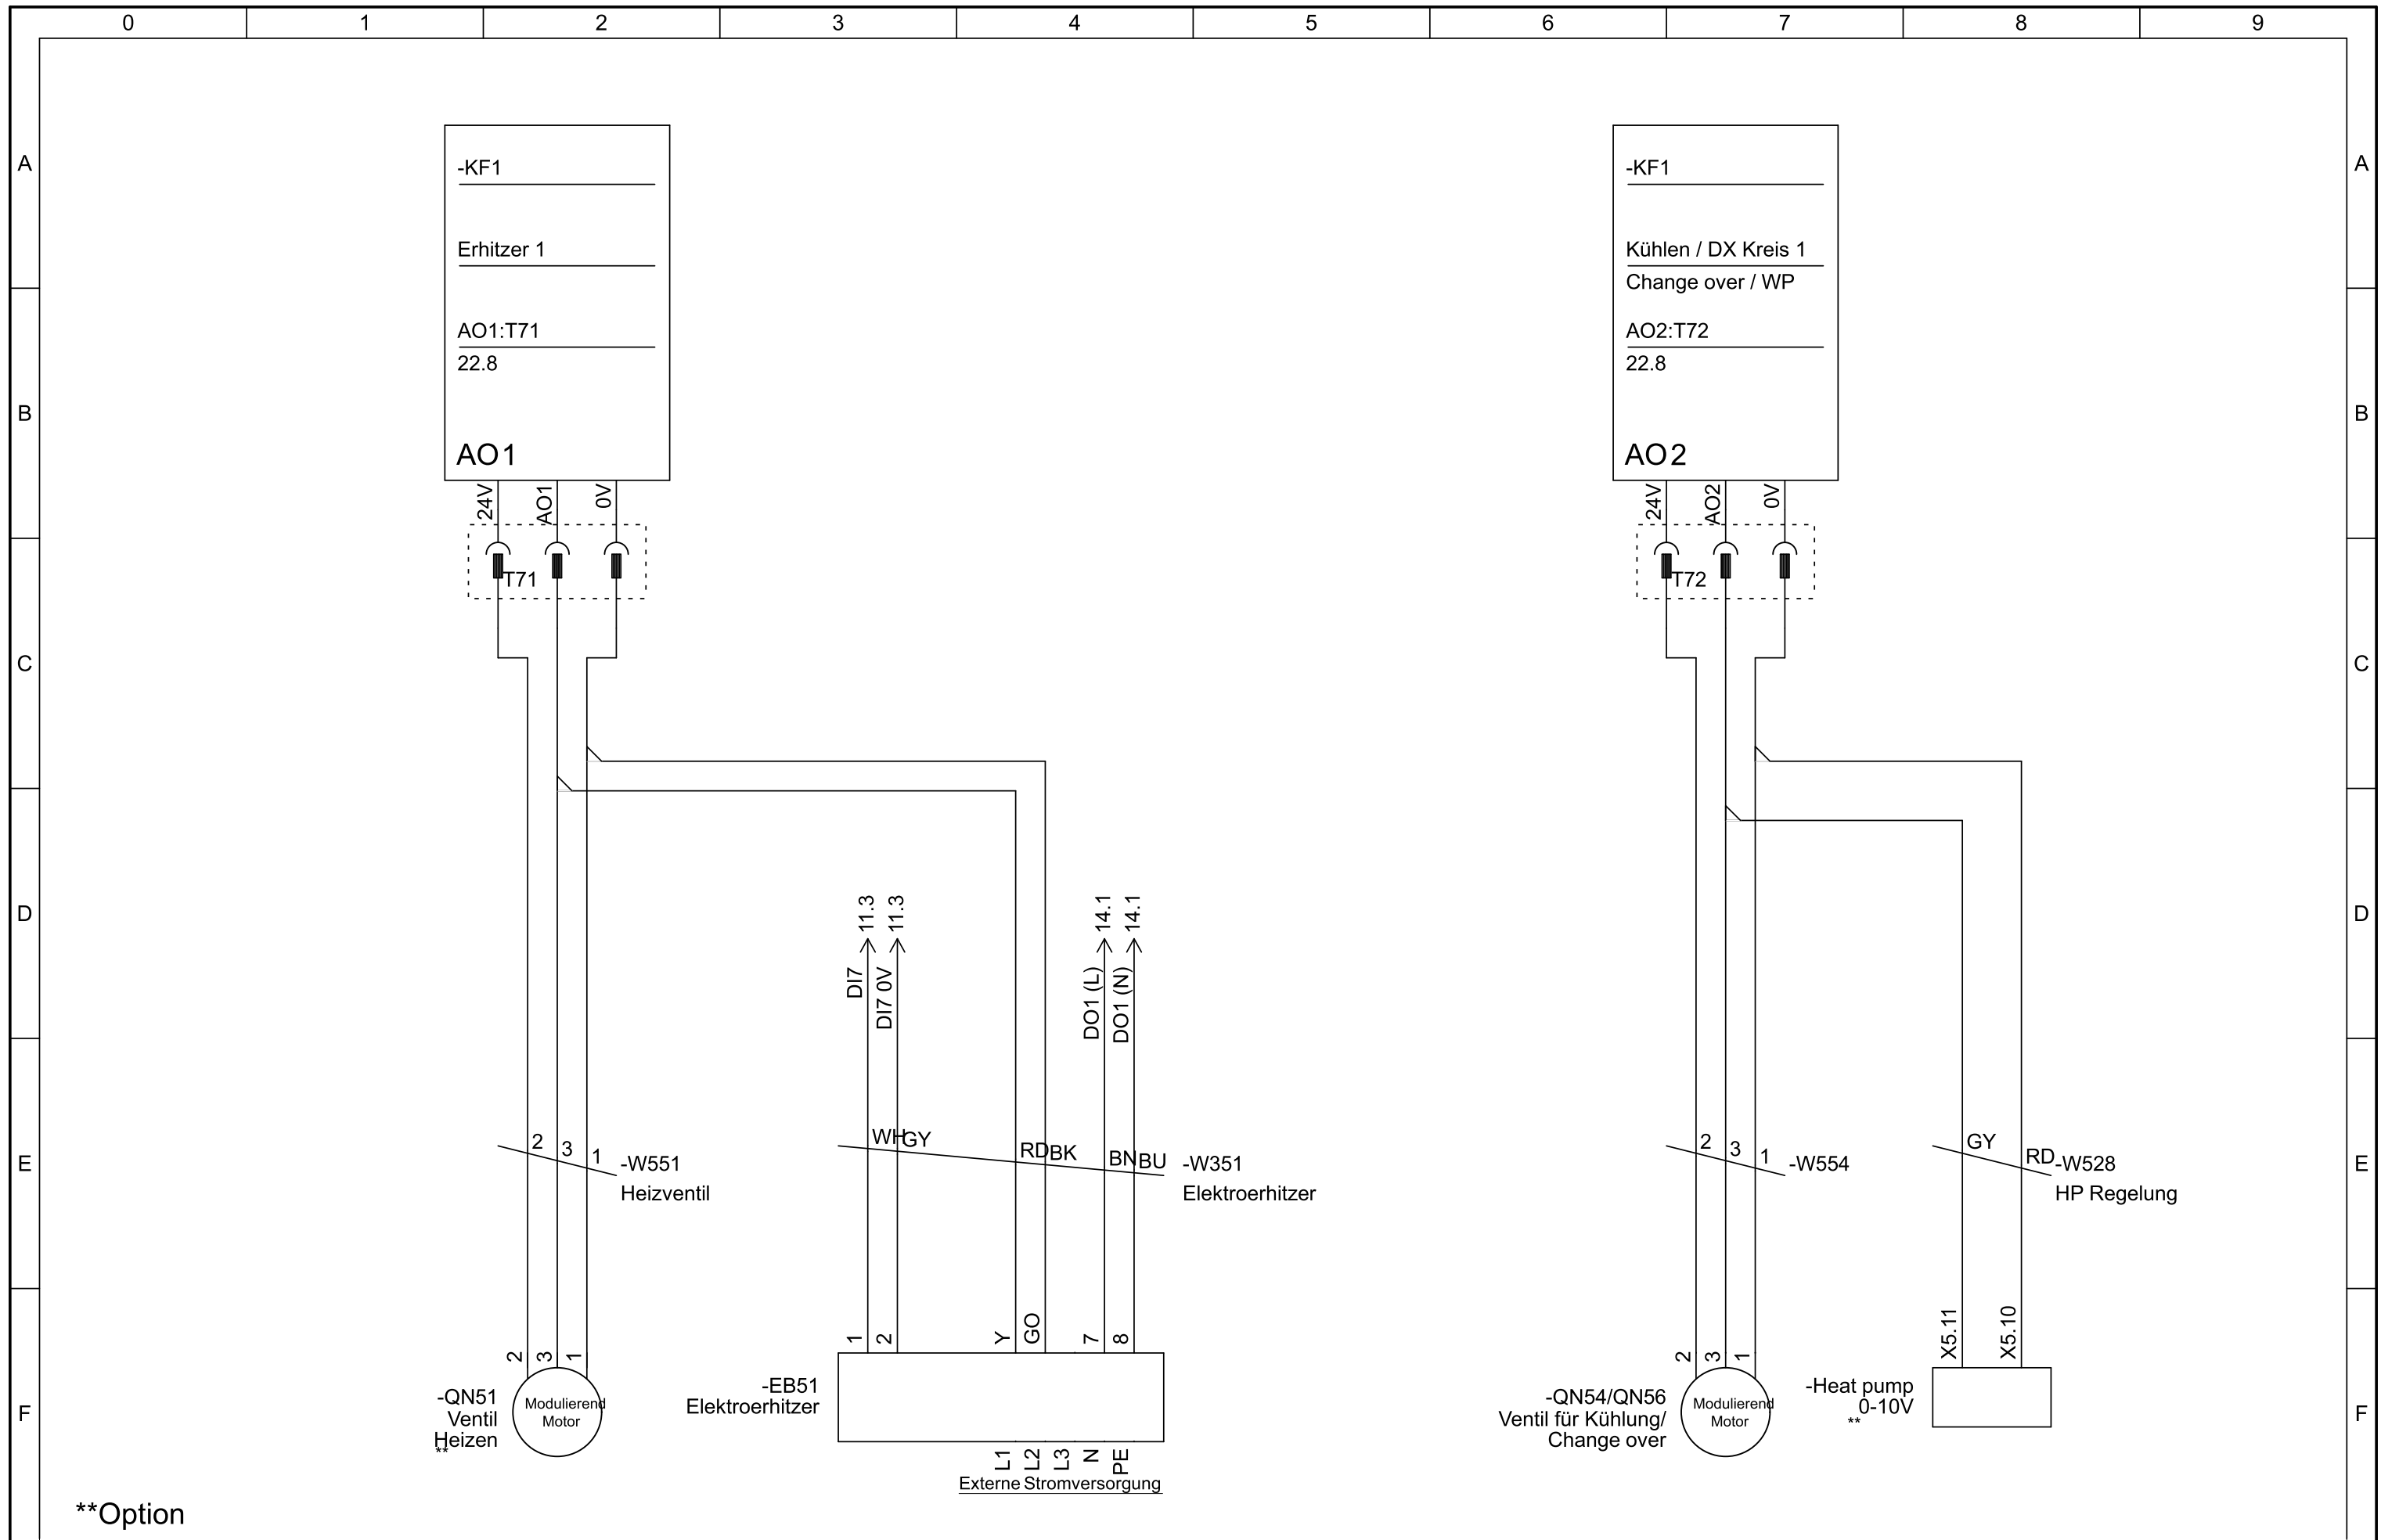 0 1 2 3 4 5 6 7 8 9
A A
-KF1
Erhitzer 1
AO1:T71
22.8
AO1
24V AO1 0V
T71
-KF1
Kühlen / DX Kreis 1
Change over / WP
AO2:T72
22.8
AO2
24V AO2 0V
T72
B B
C C
D D
11.3 11.3 14.1 14.1
DI7 DI7 0V DO1 (L) DO1 (N)
E E
2 3 1 -W551
Heizventil
WH GY RD BK BN BU -W351
Elektroerhitzer
2 3 1 -W554
GY RD -W528
HP Regelung
F F
2 3 1
-QN51
Ventil
Heizen
**
Modulierend
Motor
1 2 Y GO 7 8
-EB51
Elektroerhitzer
L1 L2 L3 N PE
Externe Stromversorgung
2 3 1
-QN54/QN56
Ventil für Kühlung/
Change over
Modulierend
Motor
X5.11 X5.10
-Heat pump
0-10V
**
**Option